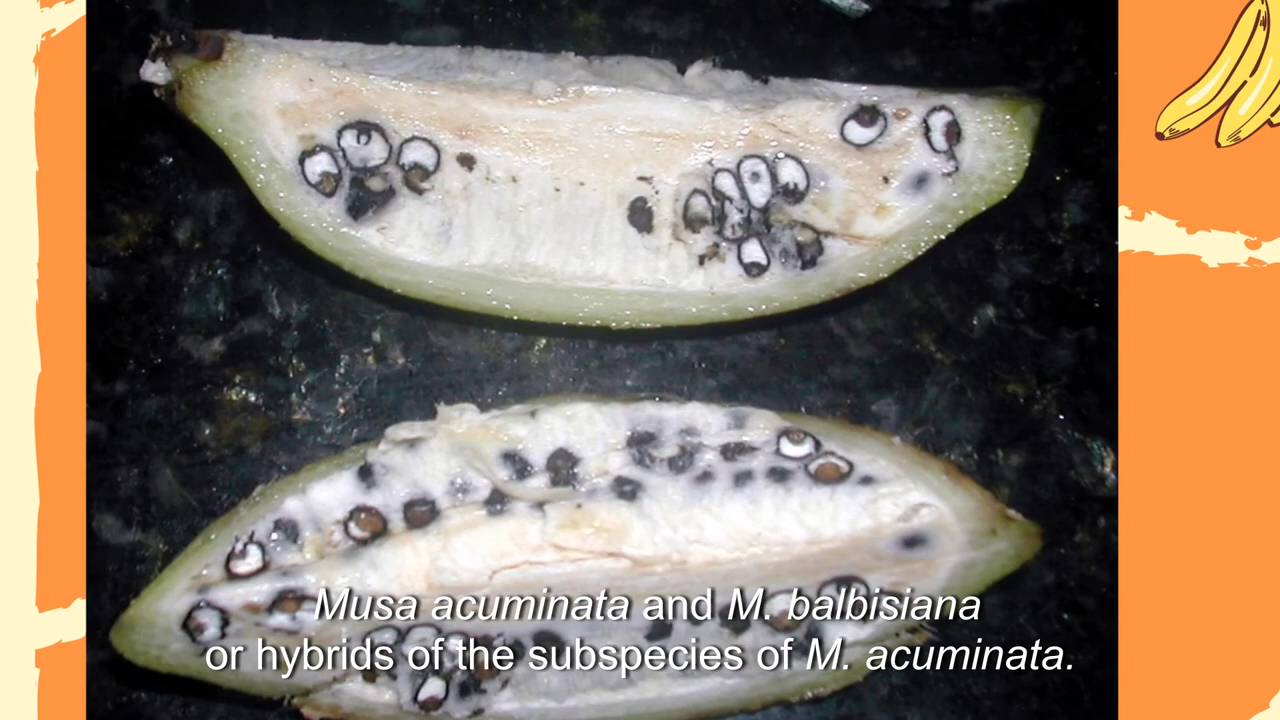 Musa acuminata and M. balbisiana
or hybrids of the subspecies of M. acuminata.